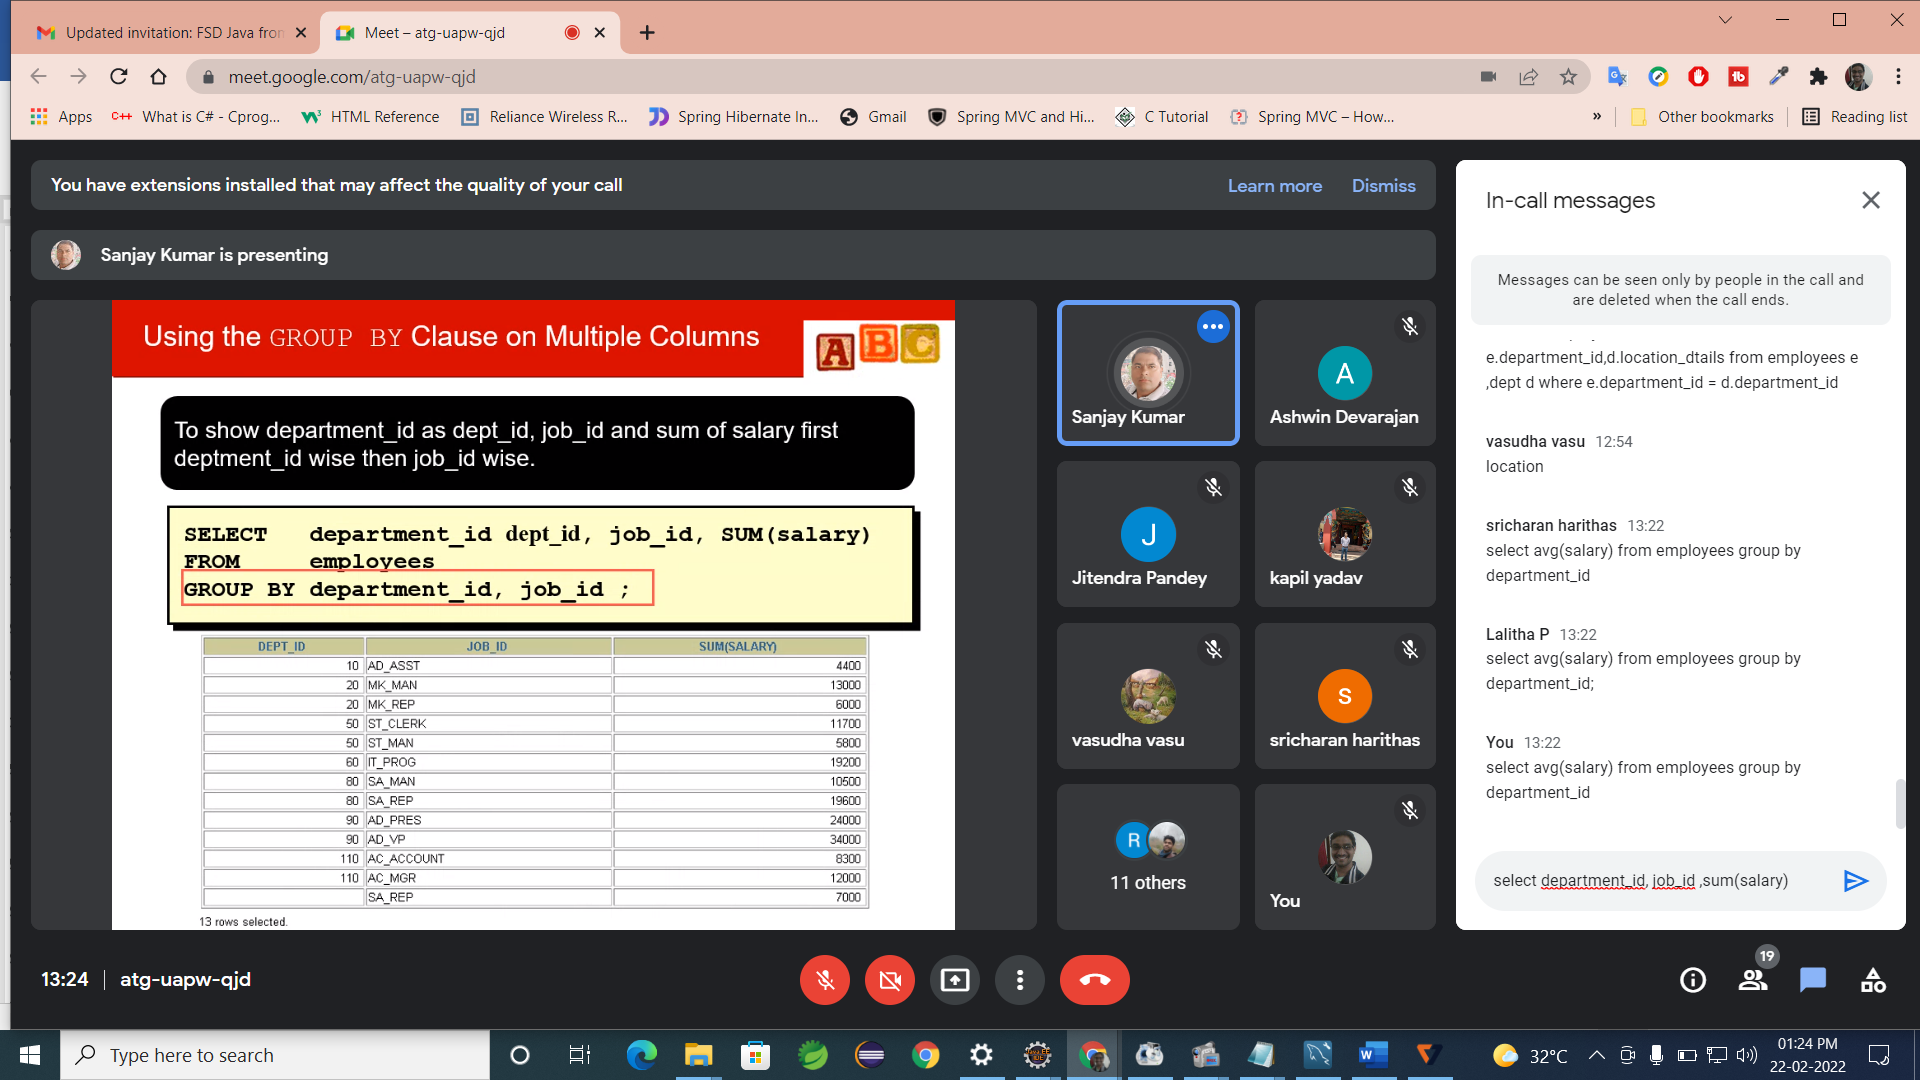 Updated invitation: FSD Java fron
Meet – atg-uapw-qjd
meet.google.com/atg-uapw-qjd
Apps
What is C# - Cprog...
HTML Reference
Reliance Wireless R...
Spring Hibernate In...
Gmail
Spring MVC and Hi...
C Tutorial
Spring MVC – How...
»
Other bookmarks
Reading list
You have extensions installed that may affect the quality of your call
Learn more
Dismiss
Sanjay Kumar is presenting
Using the GROUP BY Clause on Multiple Columns
A B C
To show department_id as dept_id, job_id and sum of salary first
deptment_id wise then job_id wise.
SELECT department_id dept_id, job_id, SUM(salary)
FROM employees
GROUP BY department_id, job_id ;
DEPT_ID JOB_ID SUM(SALARY)
10 AD_ASST 4400
20 MK_MAN 13000
20 MK_REP 6000
50 ST_CLERK 11700
50 ST_MAN 5800
60 IT_PROG 19200
80 SA_MAN 10500
80 SA_REP 19600
90 AD_PRES 24000
90 AD_VP 34000
110 AC_ACCOUNT 8300
110 AC_MGR 12000
SA_REP 7000
13 rows selected.
Sanjay Kumar
A
Ashwin Devarajan
J
Jitendra Pandey
kapil yadav
vasudha vasu
s
sricharan harithas
R
11 others
You
In-call messages
Messages can be seen only by people in the call and
are deleted when the call ends.
e.department_id,d.location_dtails from employees e
,dept d where e.department_id = d.department_id
vasudha vasu 12:54
location
sricharan harithas 13:22
select avg(salary) from employees group by
department_id
Lalitha P 13:22
select avg(salary) from employees group by
department_id;
You 13:22
select avg(salary) from employees group by
department_id
select department_id, job_id ,sum(salary)
13:24 | atg-uapw-qjd
19
Type here to search
32°C
01:24 PM
22-02-2022